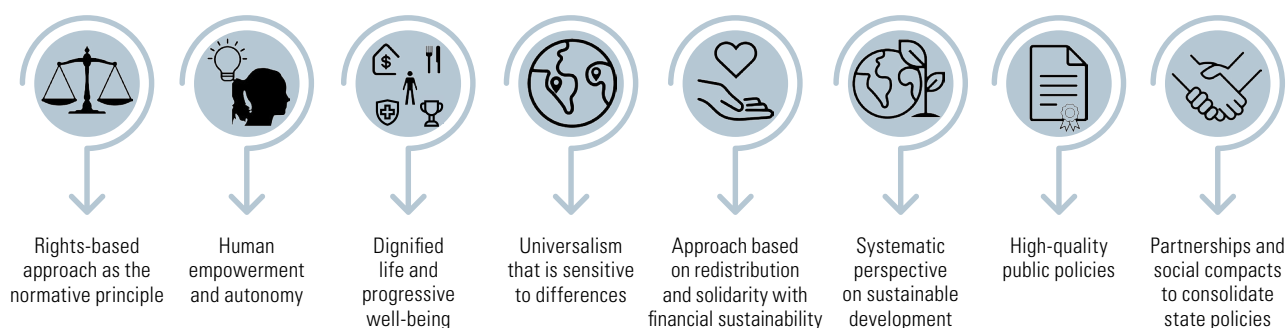 $
Rights-based
approach as the
normative principle
Human
empowerment
and autonomy
Dignified
life and
progressive
well-being
Universalism
that is sensitive
to differences
Approach based
on redistribution
and solidarity with
financial sustainability
Systematic
perspective
on sustainable
development
High-quality
public policies
Partnerships and
social compacts
to consolidate
state policies